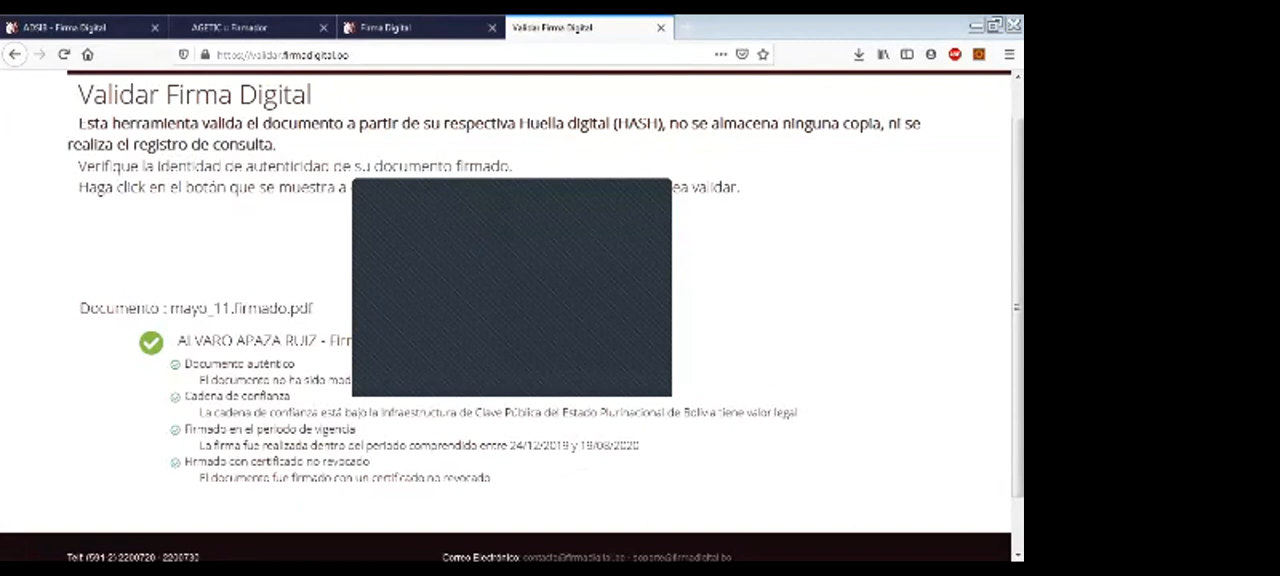 ADSIB - Firma Digital
AGETIC :: Firmador
Firma Digital
Validar Firma Digital
https://validar.firmadigital.bo
Validar Firma Digital
Esta herramienta valida el documento a partir de su respectiva Huella digital (HASH), no se almacena ninguna copia, ni se
realiza el registro de consulta.
Verifique la identidad de autenticidad de su documento firmado.
Haga click en el botón que se muestra a ea validar.
Documento : mayo_11.firmado.pdf
ALVARO APAZA RUIZ - Firm
Documento auténtico
El documento no ha sido mod
Cadena de confianza
La cadena de confianza está bajo la Infraestructura de Clave Pública del Estado Plurinacional de Bolivia tiene valor legal
Firmado en el periodo de vigencia
La firma fue realizada dentro del periodo comprendido entre 24/12/2019 y 19/08/2020
Firmado con certificado no revocado
El documento fue firmado con un certificado no revocado
Telf: (591-2) 2200720 - 2200730
Correo Electrónico: contacto@firmadigital.bo - soporte@firmadigital.bo